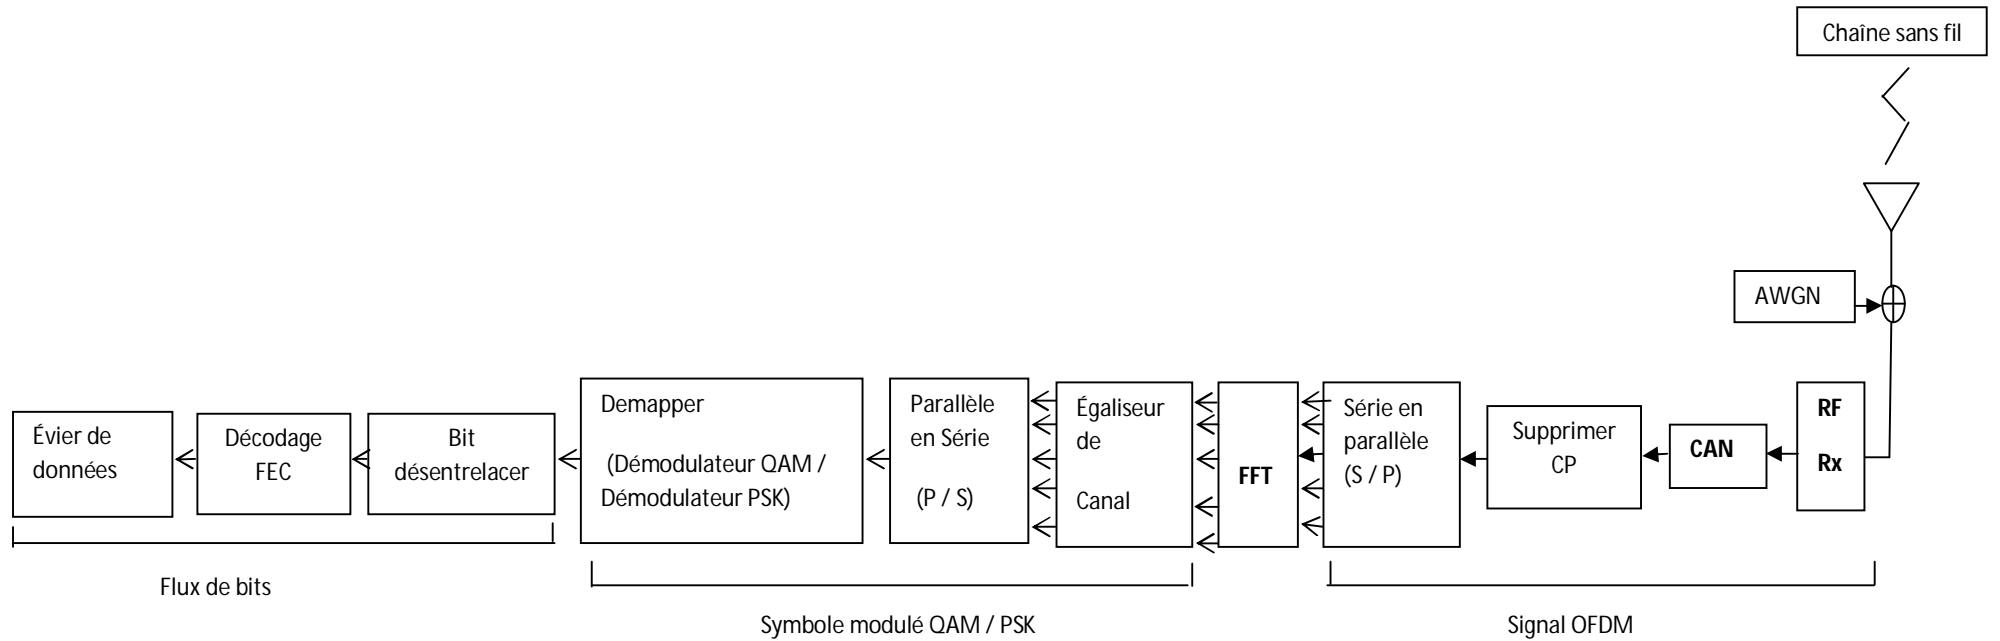 Chaîne sans fil
AWGN
Évier de
données
Décodage
FEC
Bit
désentrelacer
Demapper
(Démodulateur QAM /
Démodulateur PSK)
Parallèle
en Série
(P / S)
Égaliseur
de
Canal
FFT
Série en
parallèle
(S / P)
Supprimer
CP
CAN
RF
Rx
Flux de bits
Symbole modulé QAM / PSK
Signal OFDM